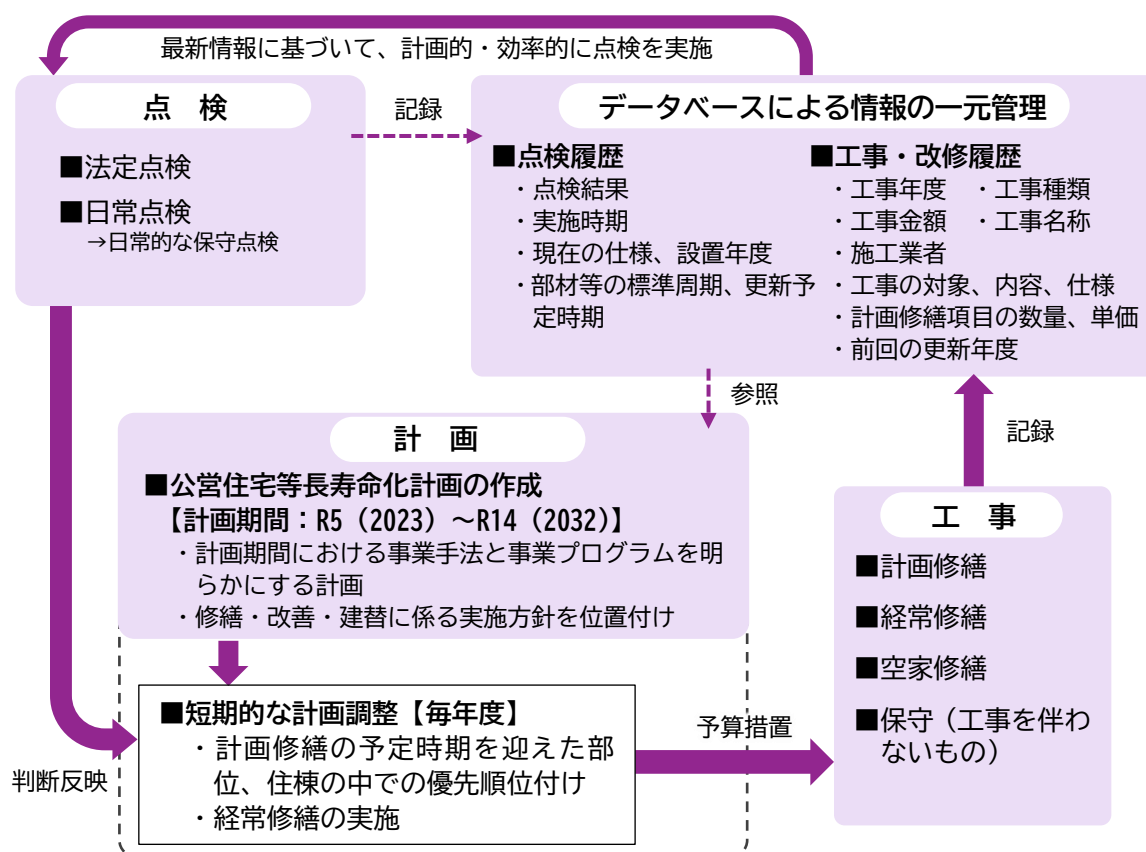 最新情報に基づいて、計画的・効率的に点検を実施
点　検
■法定点検
■日常点検
→日常的な保守点検
記録
データベースによる情報の一元管理
■点検履歴
・点検結果
・実施時期
・現在の仕様、設置年度
・部材等の標準周期、更新予
定時期
■工事・改修履歴
・工事年度　・工事種類
・工事金額　・工事名称
・施工業者
・工事の対象、内容、仕様
・計画修繕項目の数量、単価
・前回の更新年度
参照
記録
計　画
■公営住宅等長寿命化計画の作成
【計画期間：R5（2023）～R14（2032）】
・計画期間における事業手法と事業プログラムを明
らかにする計画
・修繕・改善・建替に係る実施方針を位置付け
■短期的な計画調整【毎年度】
・計画修繕の予定時期を迎えた部
位、住棟の中での優先順位付け
・経常修繕の実施
判断反映
予算措置
工　事
■計画修繕
■経常修繕
■空家修繕
■保守（工事を伴わ
ないもの）